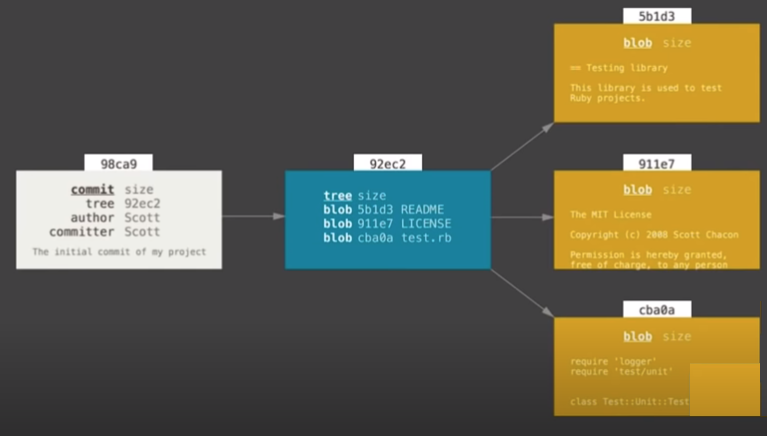 98ca9
commit size
tree 92ec2
author Scott
committer Scott
The initial commit of my project
92ec2
tree size
blob 5b1d3 README
blob 911e7 LICENSE
blob cba0a test.rb
5b1d3
blob size
== Testing library
This library is used to test
Ruby projects.
911e7
blob size
The MIT License
Copyright (c) 2008 Scott Chacon
Permission is hereby granted,
free of charge, to any person
cba0a
blob size
require 'logger'
require 'test/unit'
class Test::Unit::Test